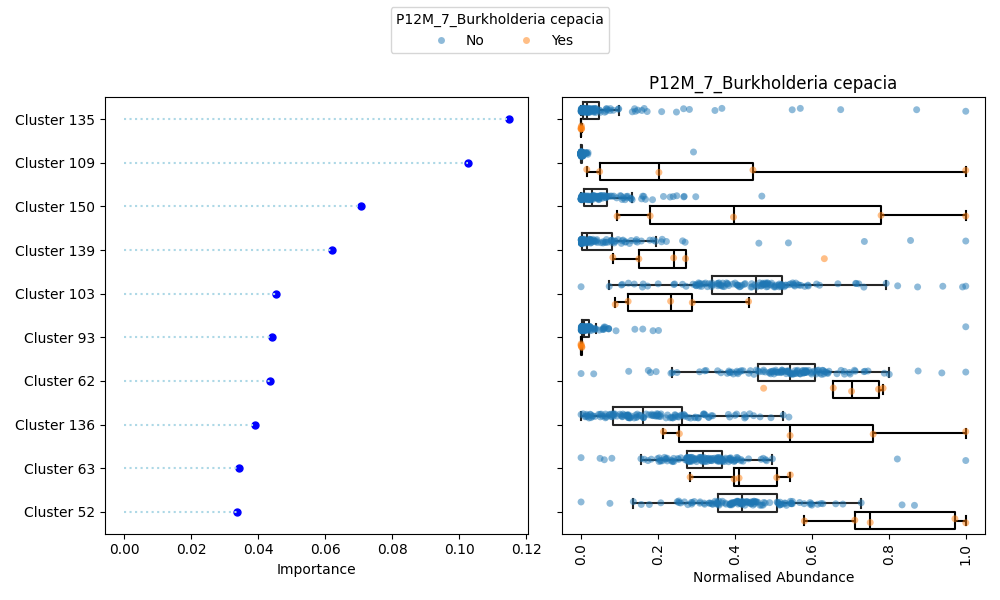 P12M_7_Burkholderia cepacia
No Yes
P12M_7_Burkholderia cepacia
Cluster 135
Cluster 109
Cluster 150
Cluster 139
Cluster 103
Cluster 93
Cluster 62
Cluster 136
Cluster 63
Cluster 52
0.00 0.02 0.04 0.06 0.08 0.10 0.12
Importance
0.0 0.2 0.4 0.6 0.8 1.0
Normalised Abundance